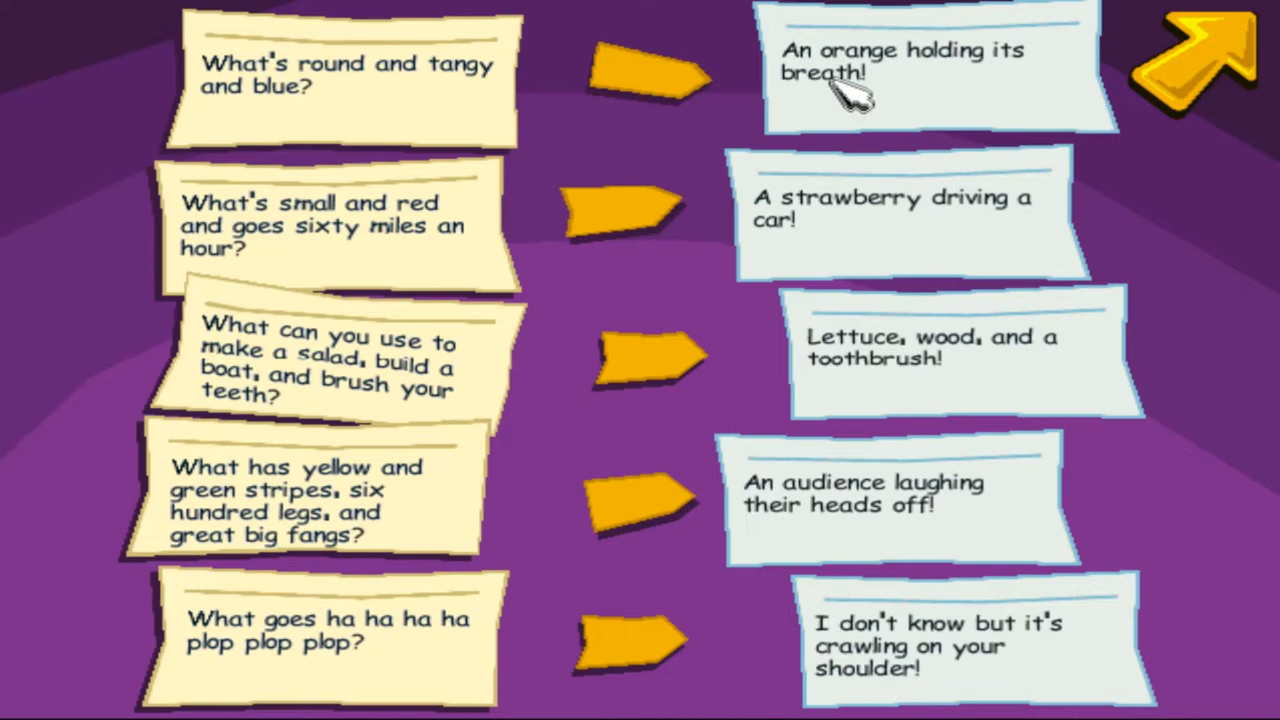 What's round and tangy
and blue?
An orange holding its
breath!
What's small and red
and goes sixty miles an
hour?
A strawberry driving a
car!
What can you use to
make a salad, build a
boat, and brush your
teeth?
Lettuce, wood, and a
toothbrush!
What has yellow and
green stripes, six
hundred legs, and
great big fangs?
An audience laughing
their heads off!
What goes ha ha ha ha
plop plop plop?
I don't know but it's
crawling on your
shoulder!